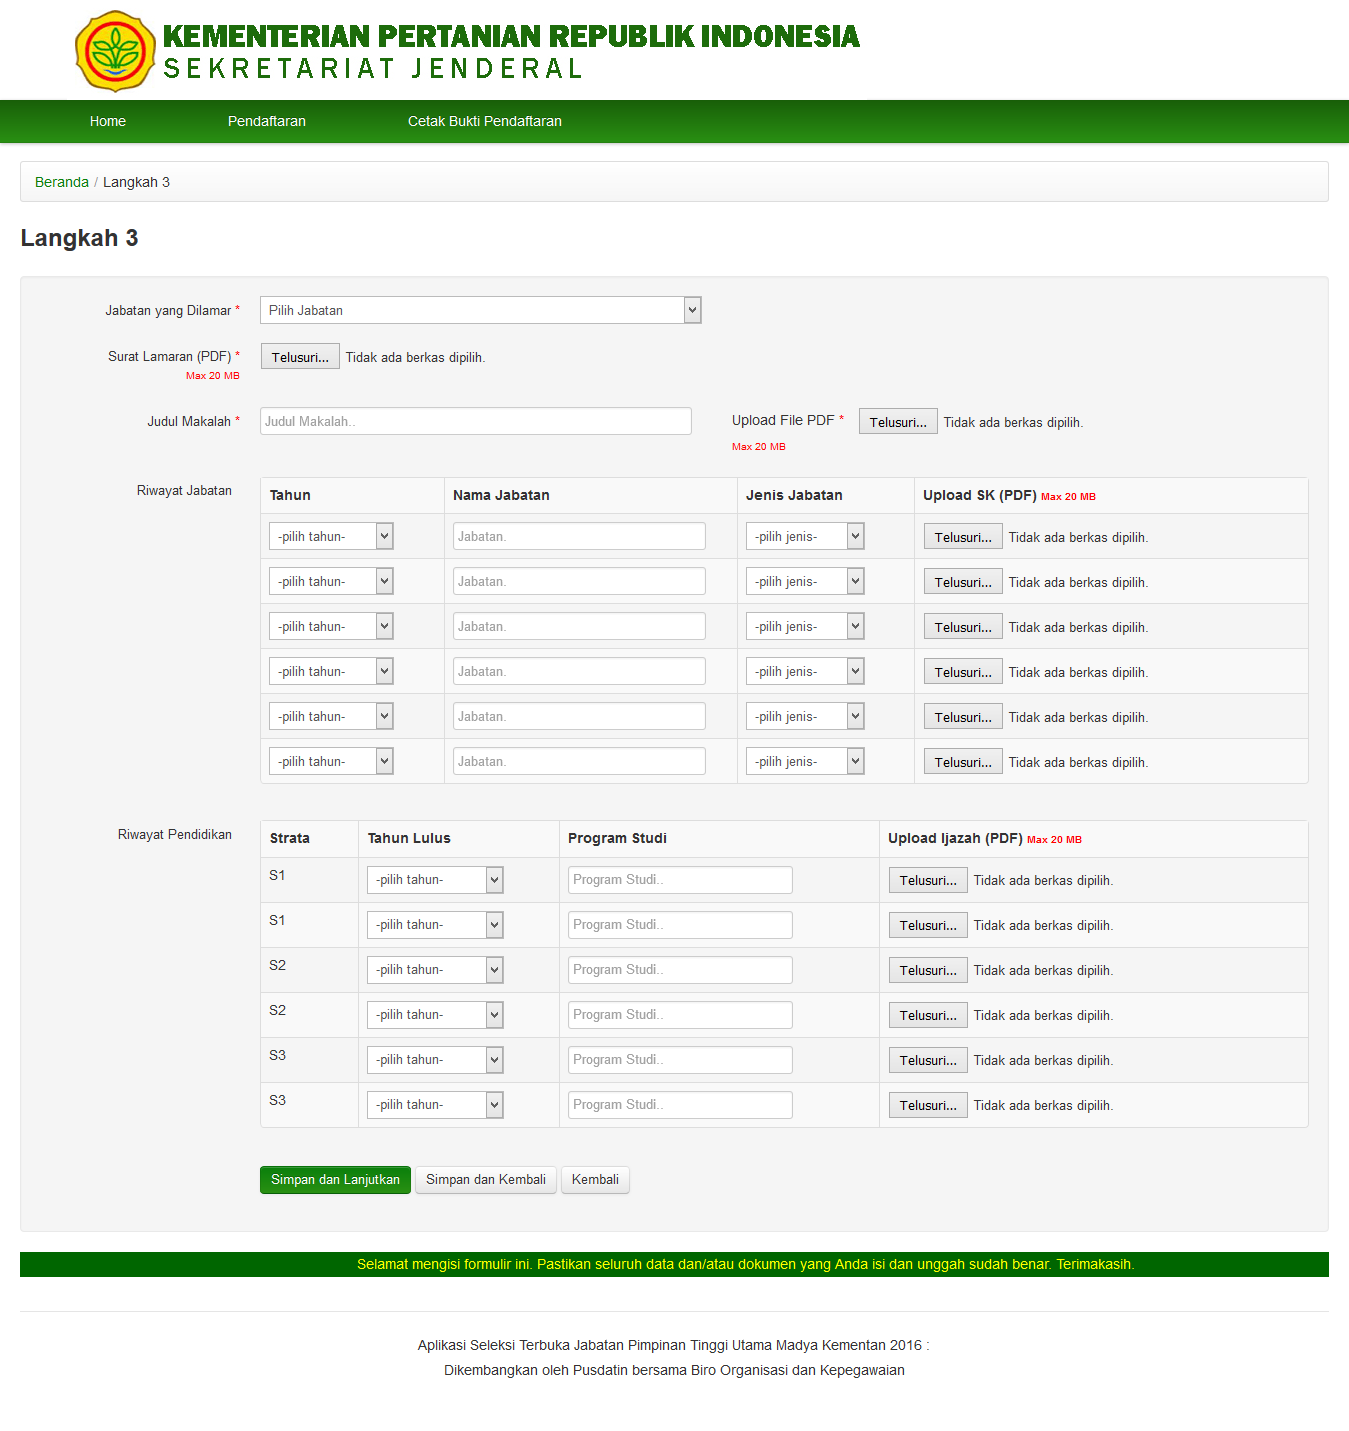 KEMENTERIAN PERTANIAN REPUBLIK INDONESIA
SEKRETARIAT JENDERAL
Home Pendaftaran Cetak Bukti Pendaftaran
Beranda / Langkah 3
Langkah 3
Jabatan yang Dilamar * Pilih Jabatan
Surat Lamaran (PDF) * Telusuri... Tidak ada berkas dipilih.
Max 20 MB
Judul Makalah * Judul Makalah.. Upload File PDF * Telusuri... Tidak ada berkas dipilih.
Max 20 MB
Riwayat Jabatan Tahun Nama Jabatan Jenis Jabatan Upload SK (PDF) Max 20 MB
-pilih tahun- Jabatan. -pilih jenis- Telusuri... Tidak ada berkas dipilih.
-pilih tahun- Jabatan. -pilih jenis- Telusuri... Tidak ada berkas dipilih.
-pilih tahun- Jabatan. -pilih jenis- Telusuri... Tidak ada berkas dipilih.
-pilih tahun- Jabatan. -pilih jenis- Telusuri... Tidak ada berkas dipilih.
-pilih tahun- Jabatan. -pilih jenis- Telusuri... Tidak ada berkas dipilih.
-pilih tahun- Jabatan. -pilih jenis- Telusuri... Tidak ada berkas dipilih.
Riwayat Pendidikan Strata Tahun Lulus Program Studi Upload Ijazah (PDF) Max 20 MB
S1 -pilih tahun- Program Studi.. Telusuri... Tidak ada berkas dipilih.
S1 -pilih tahun- Program Studi.. Telusuri... Tidak ada berkas dipilih.
S2 -pilih tahun- Program Studi.. Telusuri... Tidak ada berkas dipilih.
S2 -pilih tahun- Program Studi.. Telusuri... Tidak ada berkas dipilih.
S3 -pilih tahun- Program Studi.. Telusuri... Tidak ada berkas dipilih.
S3 -pilih tahun- Program Studi.. Telusuri... Tidak ada berkas dipilih.
Simpan dan Lanjutkan Simpan dan Kembali Kembali
Selamat mengisi formulir ini. Pastikan seluruh data dan/atau dokumen yang Anda isi dan unggah sudah benar. Terimakasih.
Aplikasi Seleksi Terbuka Jabatan Pimpinan Tinggi Utama Madya Kementan 2016 :
Dikembangkan oleh Pusdatin bersama Biro Organisasi dan Kepegawaian